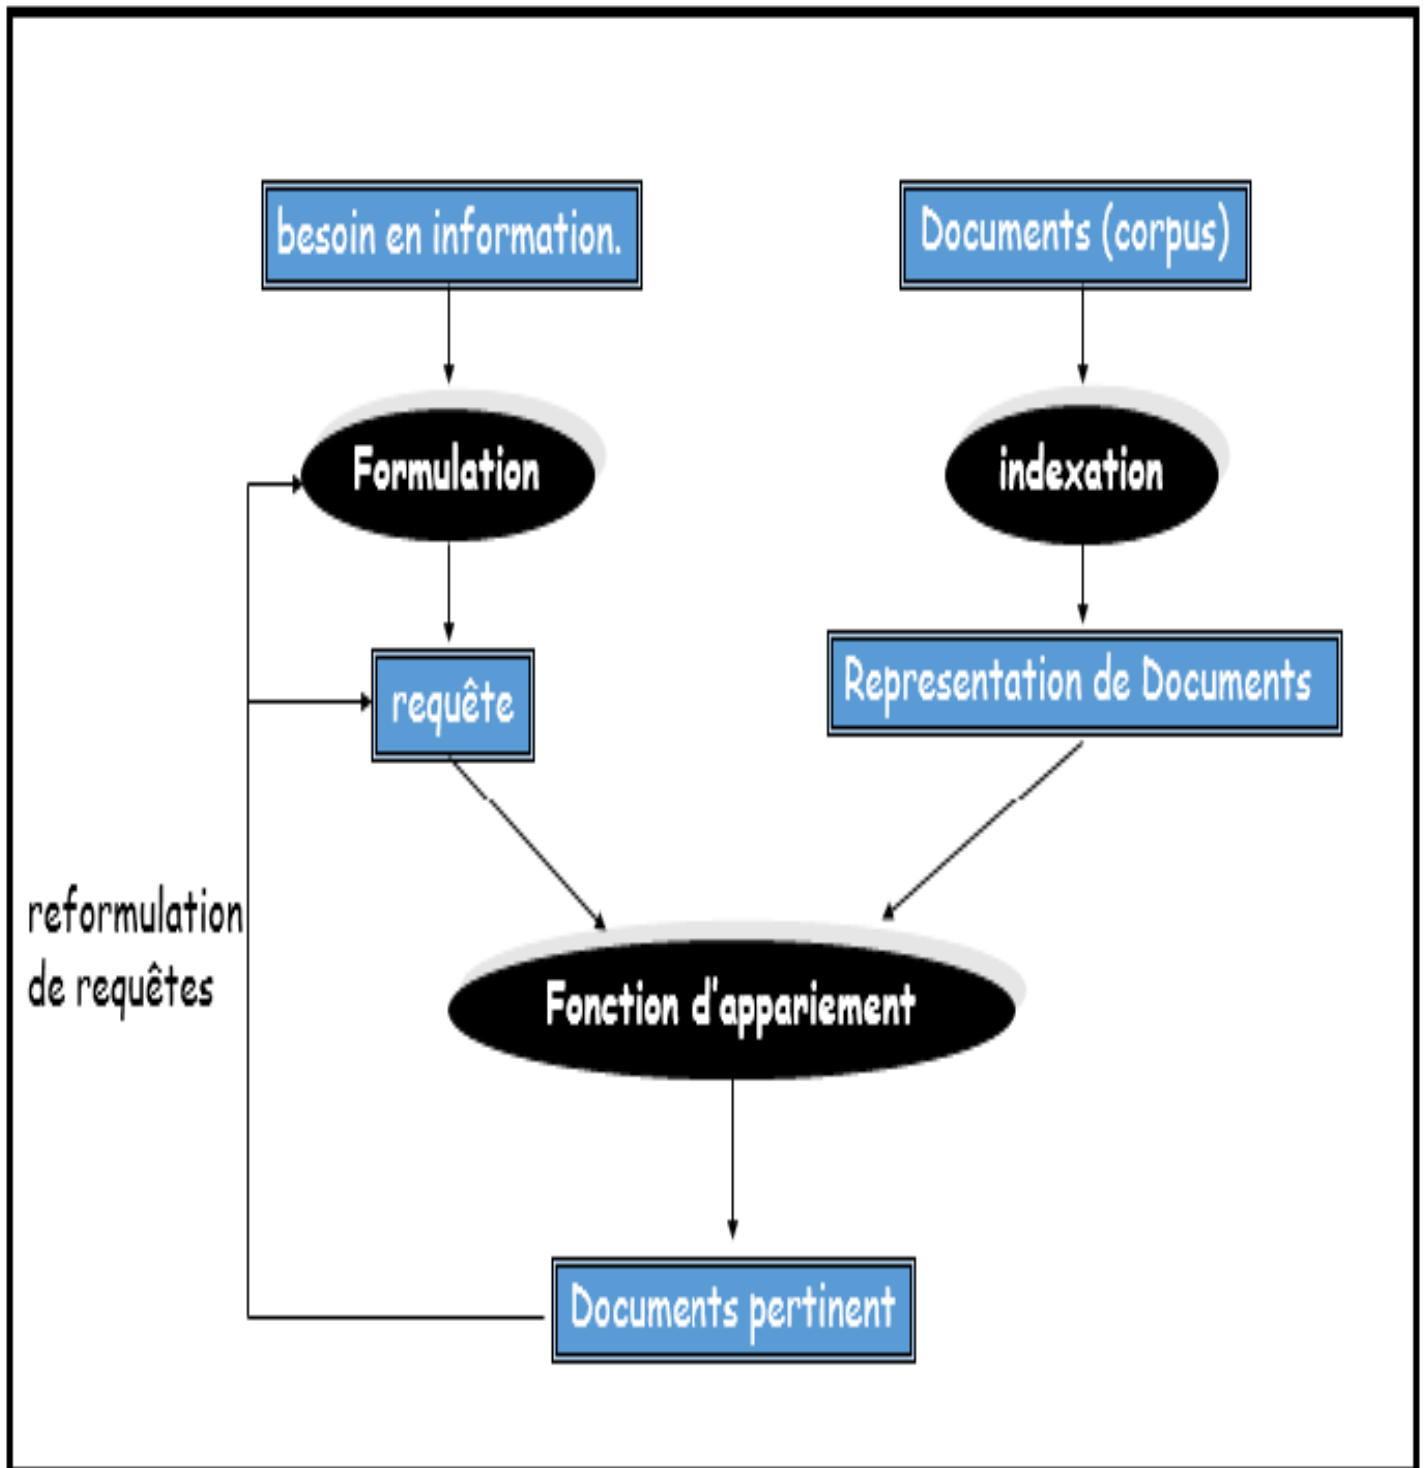 besoin en information.
Documents (corpus)
Formulation
indexation
requête
Representation de Documents
reformulation
de requêtes
Fonction d'appariement
Documents pertinent